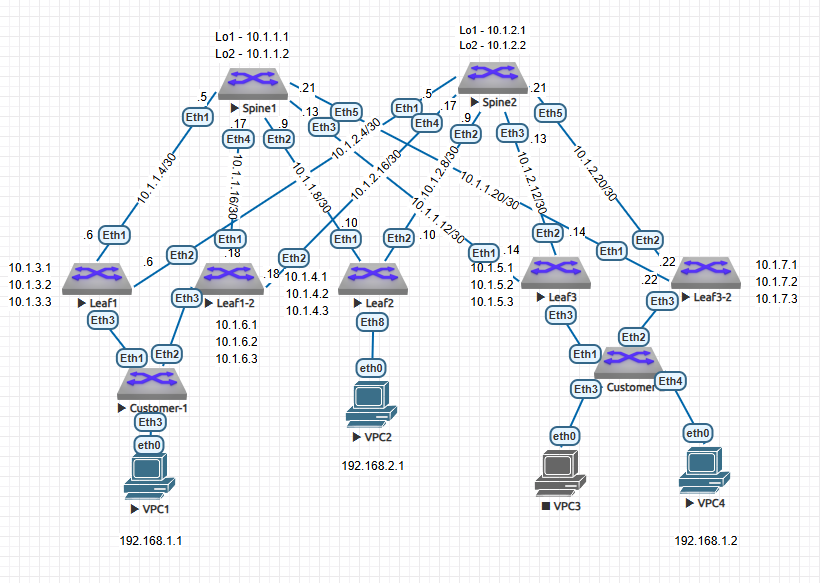 Lo1 - 10.1.1.1
Lo2 - 10.1.1.2
Lo1 - 10.1.2.1
Lo2 - 10.1.2.2
Spine1
Spine2
.5
Eth1
.17
Eth4
.9
Eth2
.13
Eth3
.21
Eth5
.5
Eth1
.17
Eth4
.9
Eth2
Eth3
.13
.21
Eth5
10.1.1.4/30
10.1.1.16/30
10.1.1.8/30
10.1.2.4/30
10.1.2.16/30
10.1.1.12/30
10.1.2.8/30
10.1.1.20/30
10.1.2.12/30
10.1.2.20/30
.6
Eth1
.6
Eth2
Eth1
.18
.18
Eth2
.10
Eth1
Eth2
.10
Eth1
.14
Eth2
.14
Eth1
.22
Eth2
.22
10.1.3.1
10.1.3.2
10.1.3.3
Leaf1
Eth3
Leaf1-2
Eth3
10.1.6.1
10.1.6.2
10.1.6.3
10.1.4.1
10.1.4.2
10.1.4.3
Leaf2
Eth8
10.1.5.1
10.1.5.2
10.1.5.3
Leaf3
Eth3
Leaf3-2
Eth3
10.1.7.1
10.1.7.2
10.1.7.3
Eth1
Eth2
Customer-1
Eth3
eth0
VPC1
192.168.1.1
eth0
VPC2
192.168.2.1
Eth1
Eth2
Customer
Eth3
Eth4
eth0
VPC3
eth0
VPC4
192.168.1.2